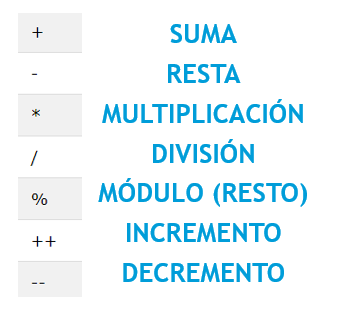 + SUMA
- RESTA
* MULTIPLICACIÓN
/ DIVISIÓN
% MÓDULO (RESTO)
++ INCREMENTO
-- DECREMENTO